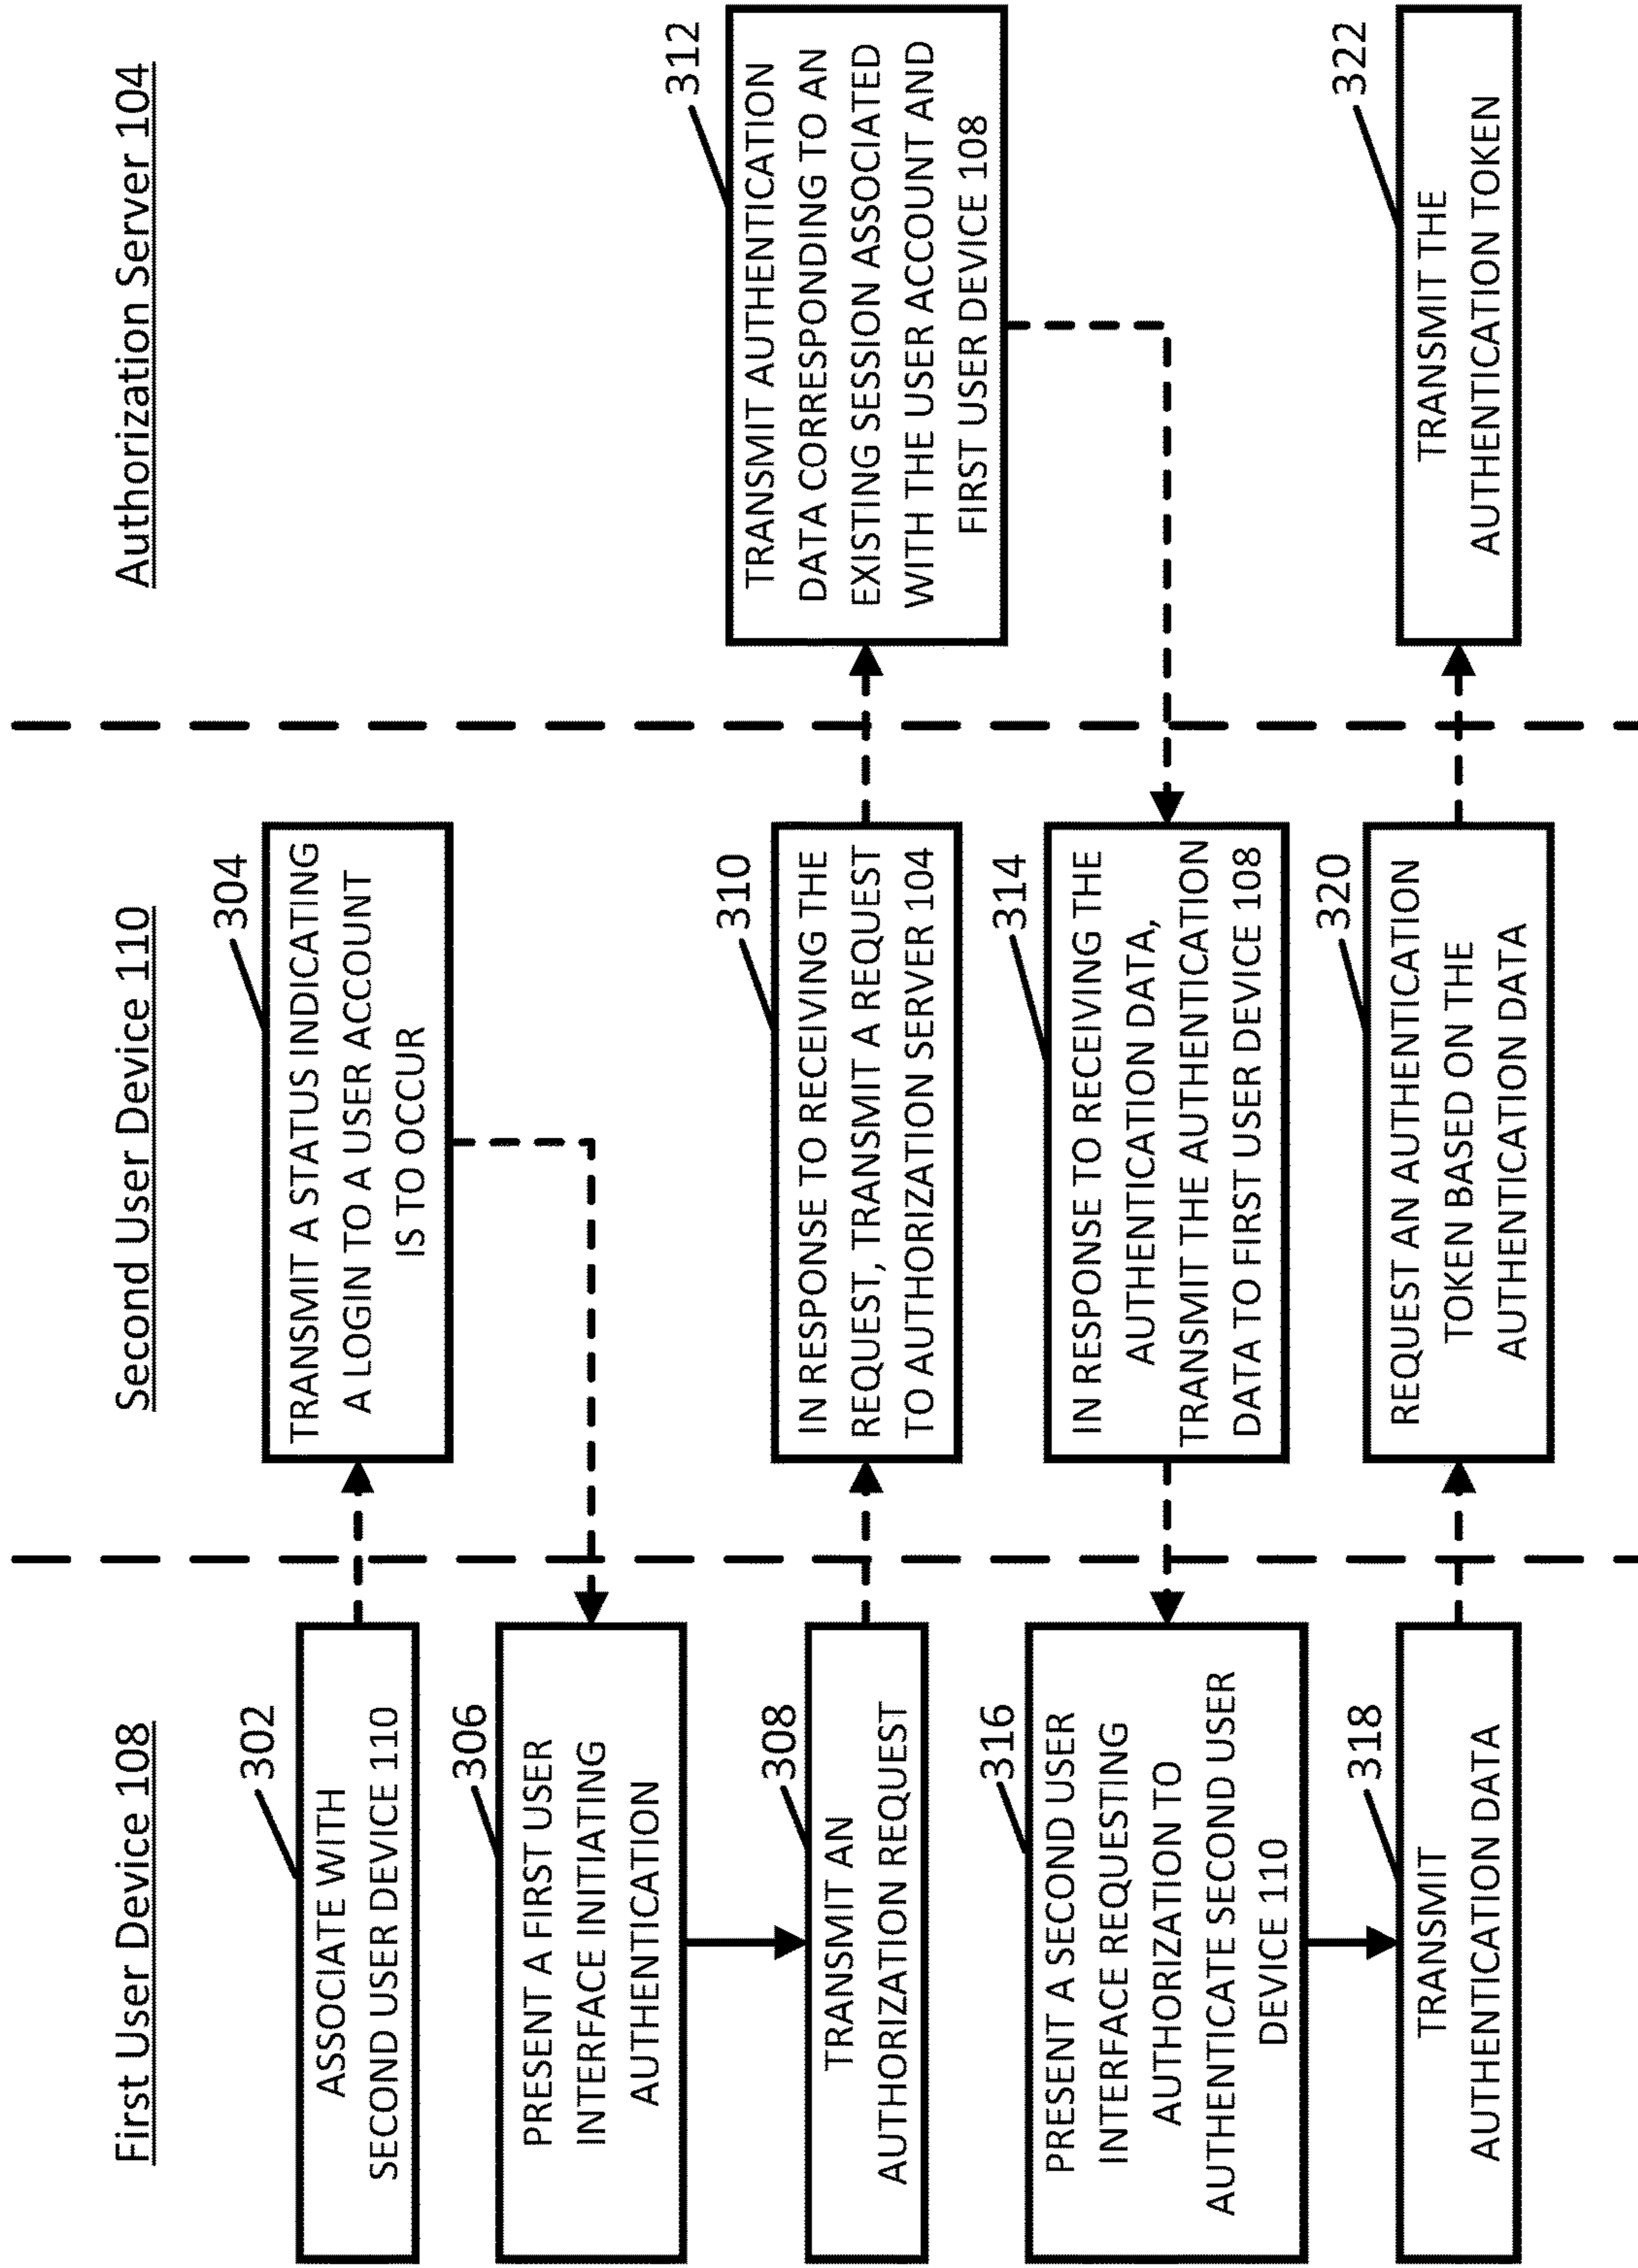 First User Device 108
Second User Device 110
Authorization Server 104
302
ASSOCIATE WITH
SECOND USER DEVICE 110
304
TRANSMIT A STATUS INDICATING
A LOGIN TO A USER ACCOUNT
IS TO OCCUR
306
PRESENT A FIRST USER
INTERFACE INITIATING
AUTHENTICATION
308
TRANSMIT AN
AUTHORIZATION REQUEST
310
IN RESPONSE TO RECEIVING THE
REQUEST, TRANSMIT A REQUEST
TO AUTHORIZATION SERVER 104
312
TRANSMIT AUTHENTICATION
DATA CORRESPONDING TO AN
EXISTING SESSION ASSOCIATED
WITH THE USER ACCOUNT AND
FIRST USER DEVICE 108
314
IN RESPONSE TO RECEIVING THE
AUTHENTICATION DATA,
TRANSMIT THE AUTHENTICATION
DATA TO FIRST USER DEVICE 108
316
PRESENT A SECOND USER
INTERFACE REQUESTING
AUTHORIZATION TO
AUTHENTICATE SECOND USER
DEVICE 110
318
TRANSMIT
AUTHENTICATION DATA
320
REQUEST AN AUTHENTICATION
TOKEN BASED ON THE
AUTHENTICATION DATA
322
TRANSMIT THE
AUTHENTICATION TOKEN